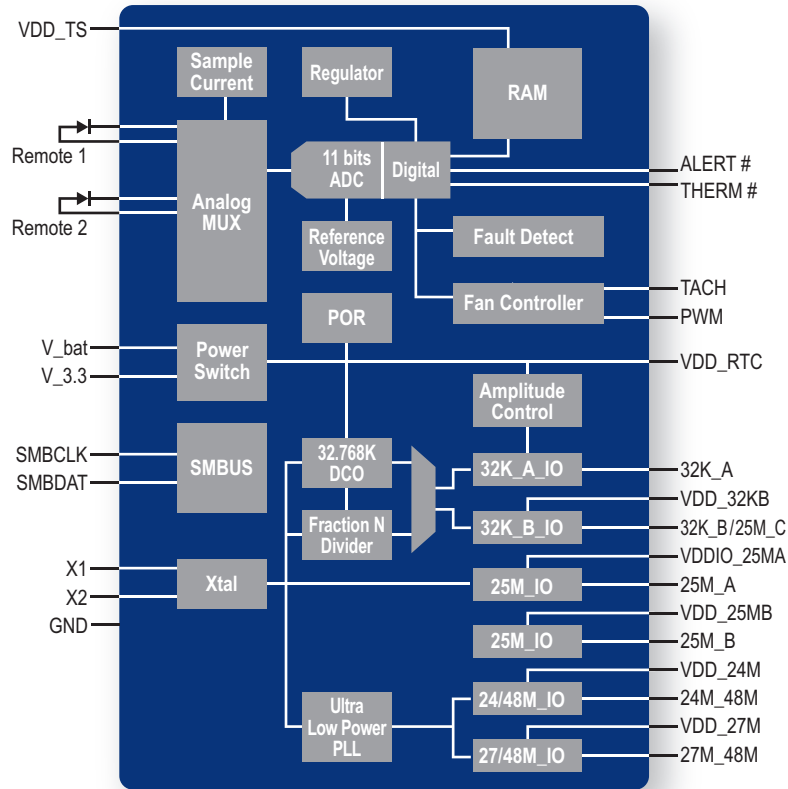 VDD_TS
Remote 1
Remote 2
V_bat
V_3.3
SMBCLK
SMBDAT
X1
X2
GND
Sample
Current
Regulator
RAM
Analog
MUX
11 bits
ADC
Digital
Reference
Voltage
Fault Detect
Fan Controller
POR
Power
Switch
Amplitude
Control
SMBUS
32.768K
DCO
Fraction N
Divider
32K_A_IO
32K_B_IO
Xtal
25M_IO
25M_IO
Ultra
Low Power
PLL
24/48M_IO
27/48M_IO
ALERT #
THERM #
TACH
PWM
VDD_RTC
32K_A
VDD_32KB
32K_B/25M_C
VDDIO_25MA
25M_A
VDD_25MB
25M_B
VDD_24M
24M_48M
VDD_27M
27M_48M